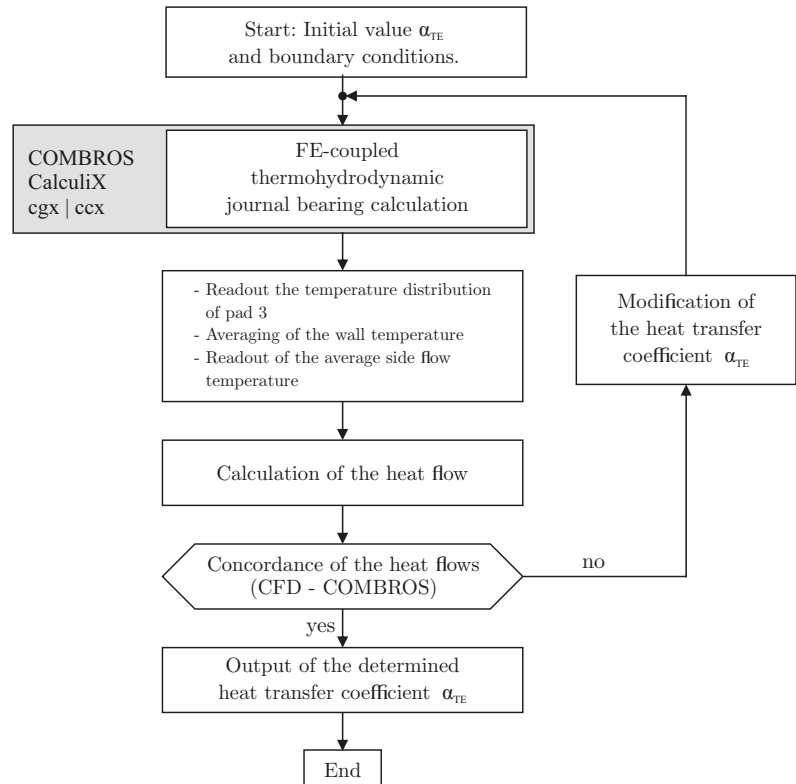 Start: Initial value α_TE
and boundary conditions.
COMBROS
CalculiX
cgx | ccx
FE-coupled
thermohydrodynamic
journal bearing calculation
- Readout the temperature distribution
of pad 3
- Averaging of the wall temperature
- Readout of the average side flow
temperature
Modification of
the heat transfer
coefficient α_TE
Calculation of the heat flow
Concordance of the heat flows
(CFD - COMBROS)
no
yes
Output of the determined
heat transfer coefficient α_TE
End